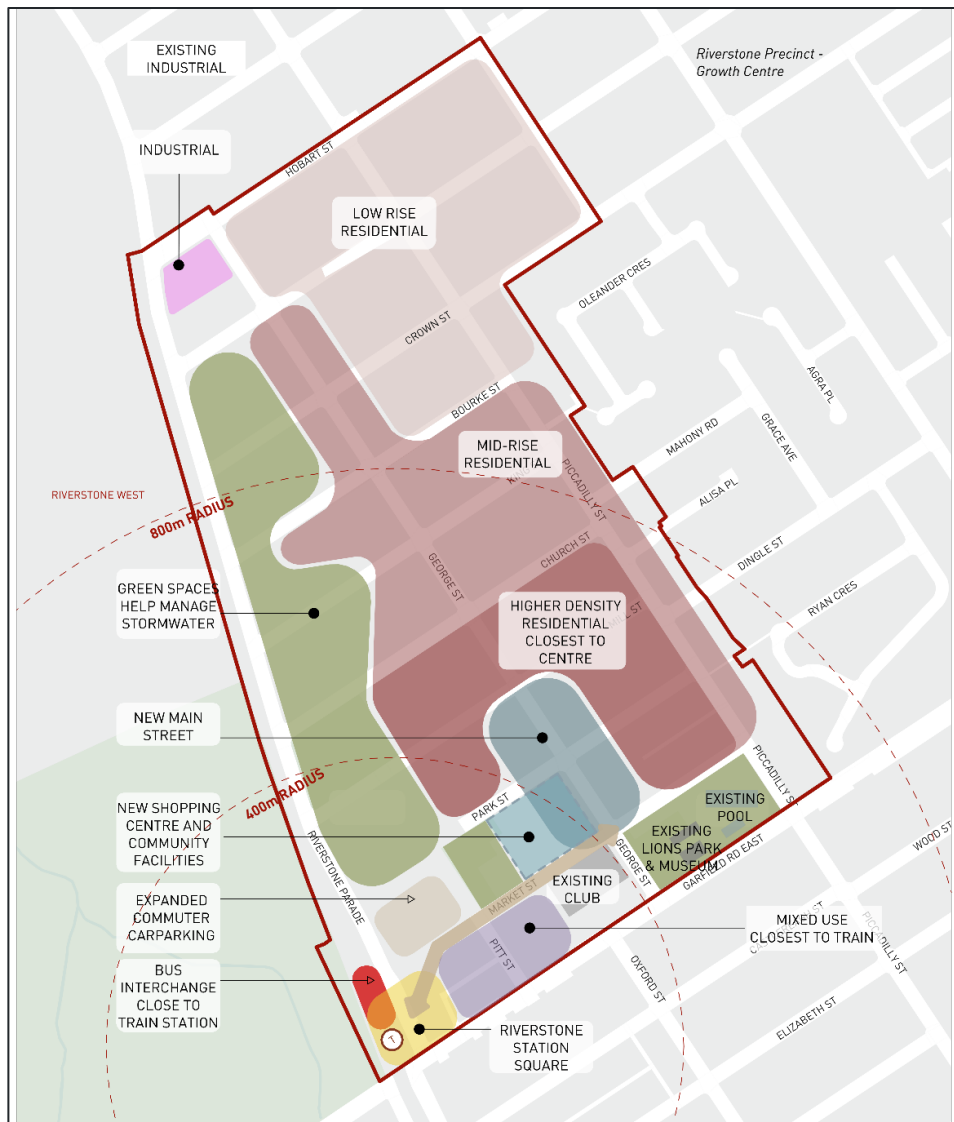 EXISTING
INDUSTRIAL
Riverstone Precinct -
Growth Centre
INDUSTRIAL
HOBART ST
LOW RISE
RESIDENTIAL
OLEANDER CRES
CROWN ST
AGRA PL
BOURKE ST
GRACE AVE
MAHONY RD
MID-RISE
RESIDENTIAL
PICCADILLY ST
ALISA PL
RIVERSTONE WEST
800m RADIUS
CHURCH ST
DINGLE ST
GEORGE ST
GREEN SPACES
HELP MANAGE
STORMWATER
RYAN CRES
HIGHER DENSITY
RESIDENTIAL
CLOSEST TO
CENTRE
NEW MAIN
STREET
PICCADILLY ST
400m RADIUS
PARK ST
NEW SHOPPING
CENTRE AND
COMMUNITY
FACILITIES
EXISTING
POOL
EXISTING
LIONS PARK
& MUSEUM
GARFIELD RD EAST
WOOD ST
GEORGE ST
RIVERSTONE PARADE
MARKET ST
EXISTING
CLUB
EXPANDED
COMMUTER
CARPARKING
MIXED USE
CLOSEST TO TRAIN
PICCADILLY ST
PITT ST
OXFORD ST
BUS
INTERCHANGE
CLOSE TO
TRAIN STATION
ELIZABETH ST
T
RIVERSTONE
STATION
SQUARE